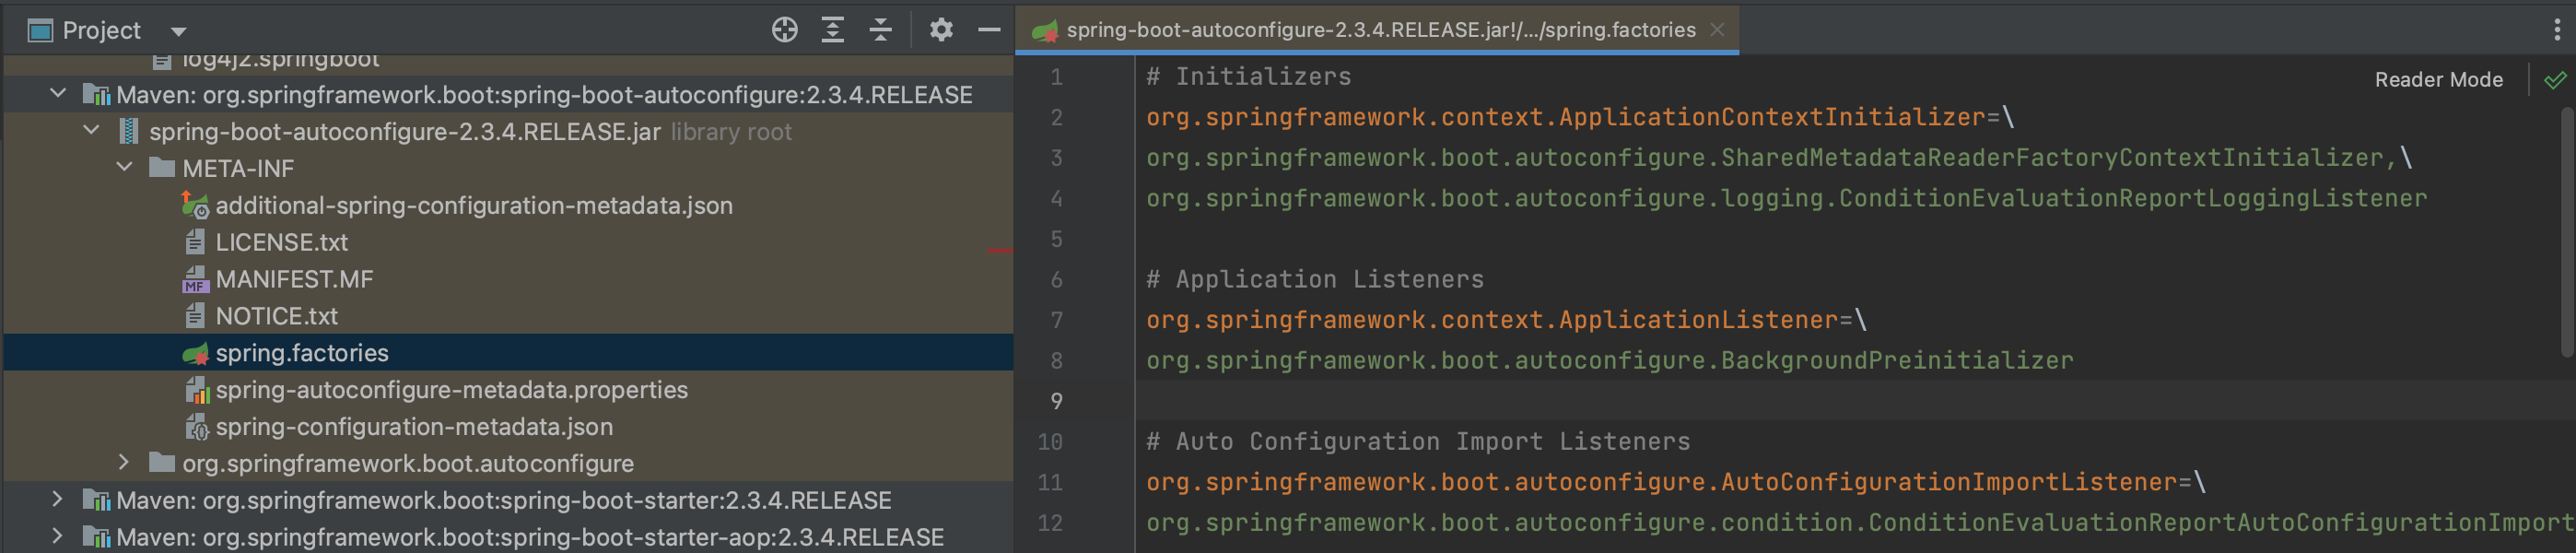 Project
log4j2.springboot
Maven: org.springframework.boot:spring-boot-autoconfigure:2.3.4.RELEASE
spring-boot-autoconfigure-2.3.4.RELEASE.jar library root
META-INF
additional-spring-configuration-metadata.json
LICENSE.txt
MF MANIFEST.MF
NOTICE.txt
spring.factories
spring-autoconfigure-metadata.properties
spring-configuration-metadata.json
org.springframework.boot.autoconfigure
Maven: org.springframework.boot:spring-boot-starter:2.3.4.RELEASE
Maven: org.springframework.boot:spring-boot-starter-aop:2.3.4.RELEASE
spring-boot-autoconfigure-2.3.4.RELEASE.jar!/.../spring.factories
Reader Mode
1 # Initializers
2 org.springframework.context.ApplicationContextInitializer=\
3 org.springframework.boot.autoconfigure.SharedMetadataReaderFactoryContextInitializer,\
4 org.springframework.boot.autoconfigure.logging.ConditionEvaluationReportLoggingListener
5
6 # Application Listeners
7 org.springframework.context.ApplicationListener=\
8 org.springframework.boot.autoconfigure.BackgroundPreinitializer
9
10 # Auto Configuration Import Listeners
11 org.springframework.boot.autoconfigure.AutoConfigurationImportListener=\
12 org.springframework.boot.autoconfigure.condition.ConditionEvaluationReportAutoConfigurationImport